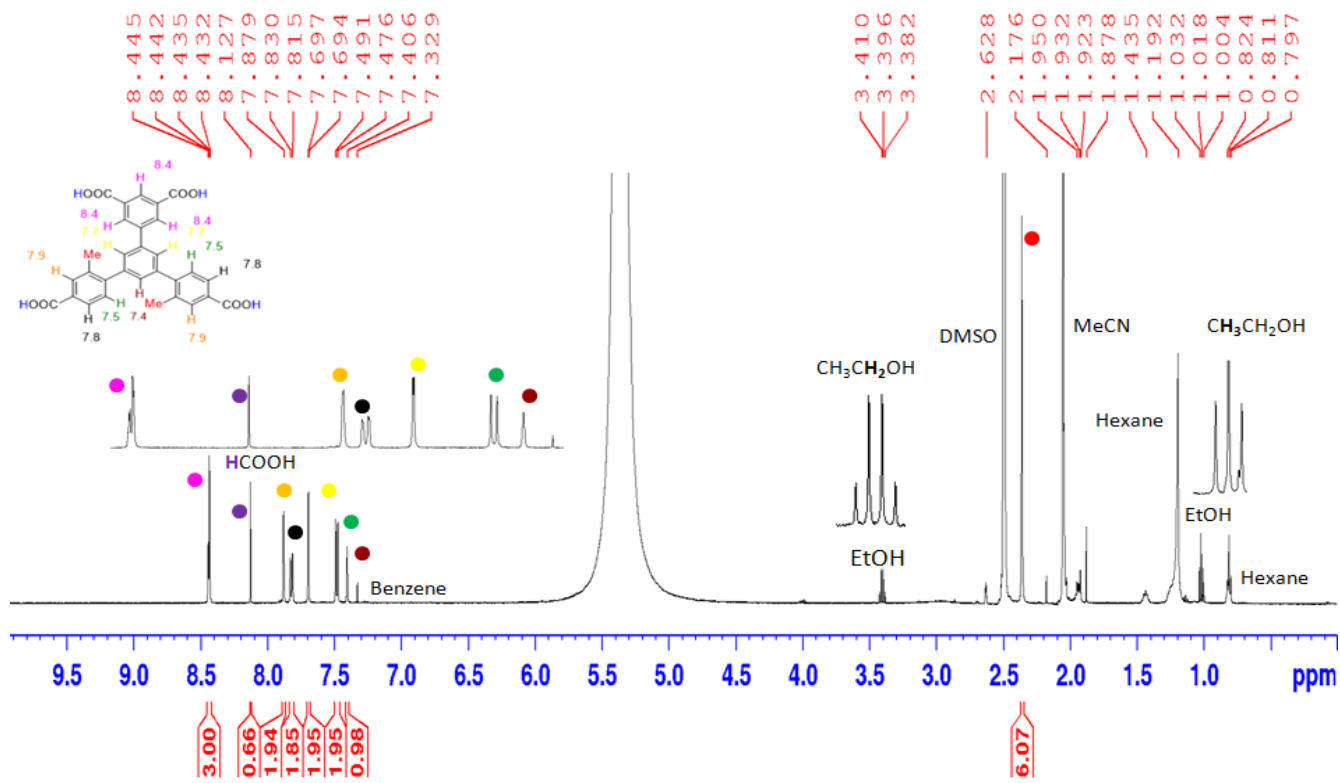 8.445
8.442
8.435
8.432
8.127
7.879
7.830
7.815
7.697
7.694
7.491
7.476
7.406
7.329
3.410
3.396
3.382
2.628
2.176
1.950
1.932
1.923
1.878
1.435
1.192
1.032
1.018
1.004
0.824
0.811
0.797
8.4
H
HOOC COOH
8.4 H H 8.4
7.7 H H 7.7
H 7.5
7.9 Me
H H 7.8
HOOC H H Me COOH
H 7.5 7.4 H
7.8 7.9
DMSO
MeCN
CH3CH2OH
CH3CH2OH
Hexane
HCOOH
EtOH
EtOH
Benzene
Hexane
9.5 9.0 8.5 8.0 7.5 7.0 6.5 6.0 5.5 5.0 4.5 4.0 3.5 3.0 2.5 2.0 1.5 1.0 ppm
3.00
0.66
1.94
1.85
1.95
1.95
0.98
6.07